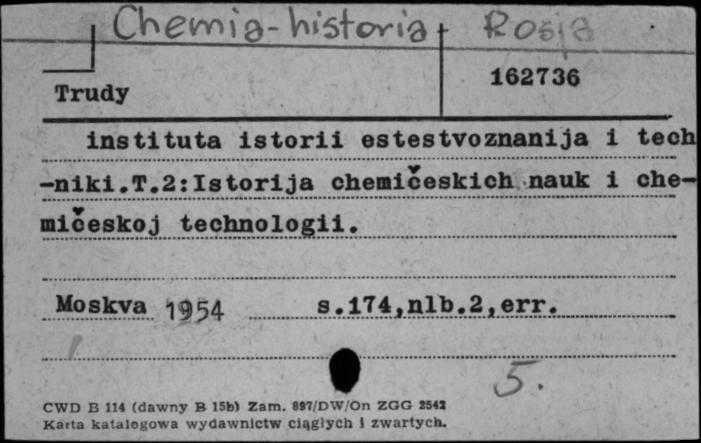 Chemia-historia Rosja
162736
Trudy
instituta istorii estestvoznanija i tech
-niki.T.2:Istorija chemičeskich nauk i che-
mičeskoj technologii.
Moskva 1954 s.174,nlb.2,err.
5.
CWD B 114 (dawny B 15b) Zam. 897/DW/On ZGG 2542
Karta katalogowa wydawnictw ciągłych i zwartych.